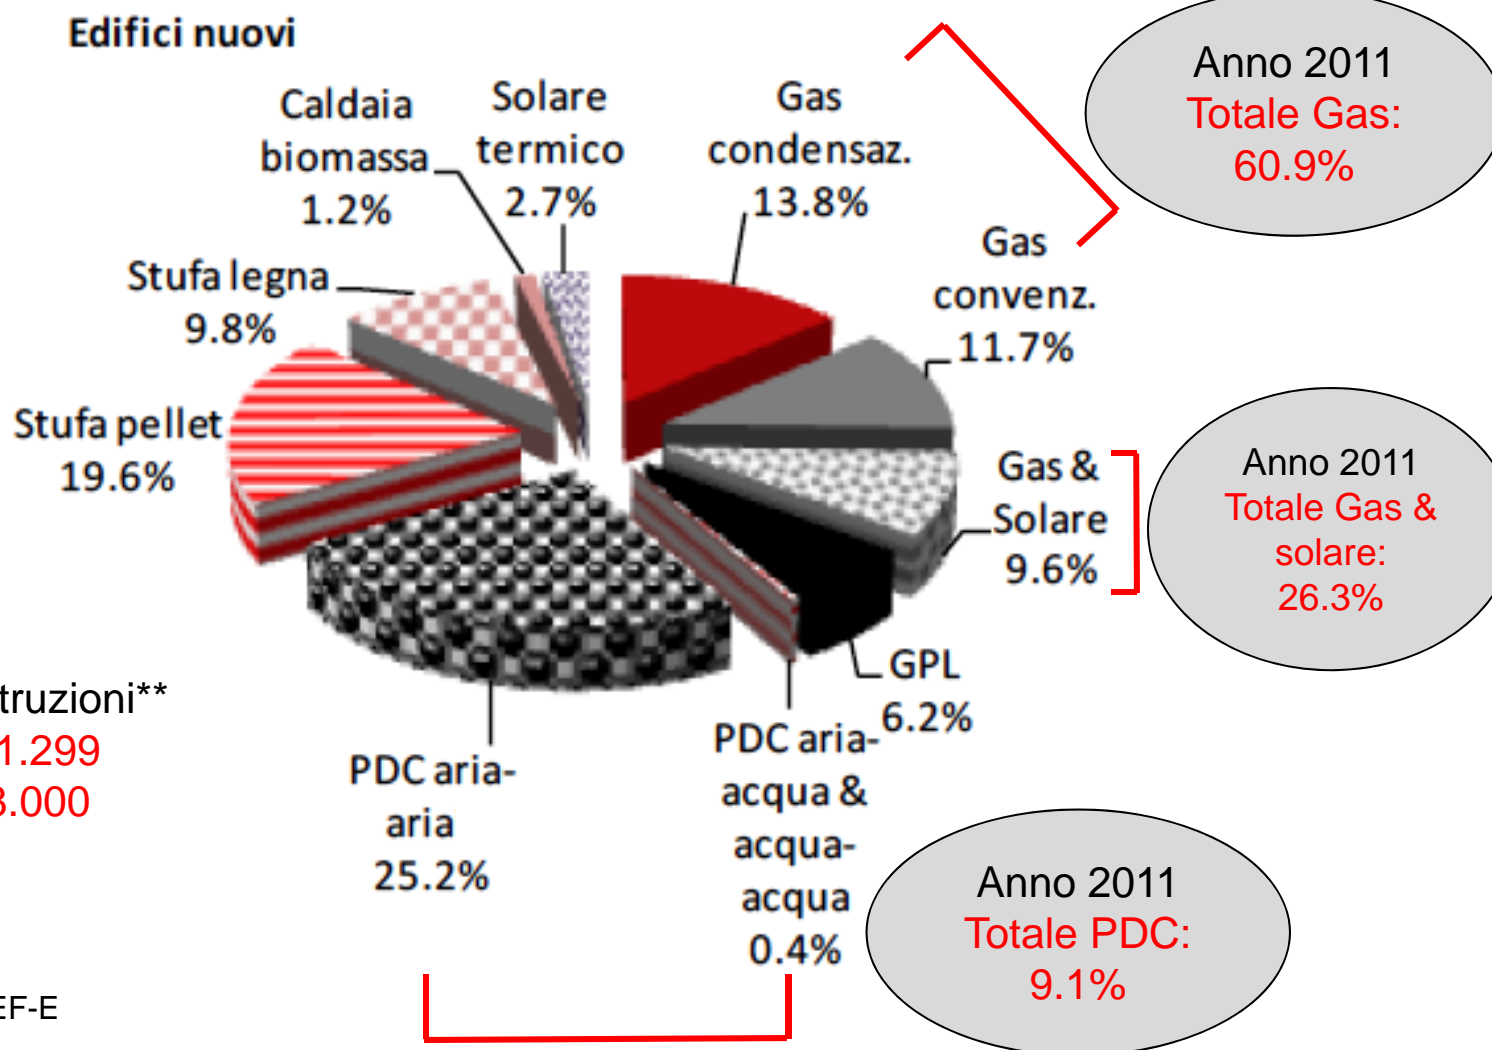 Edifici nuovi
Caldaia
biomassa
1.2%
Solare
termico
2.7%
Gas
condensaz.
13.8%
Anno 2011
Totale Gas:
60.9%
Gas
convenz.
11.7%
Stufa legna
9.8%
Stufa pellet
19.6%
Gas &
Solare
9.6%
Anno 2011
Totale Gas &
solare:
26.3%
GPL
6.2%
PDC aria-
acqua &
acqua-
acqua
0.4%
PDC aria-
aria
25.2%
truzioni**
1.299
3.000
Anno 2011
Totale PDC:
9.1%
EF-E